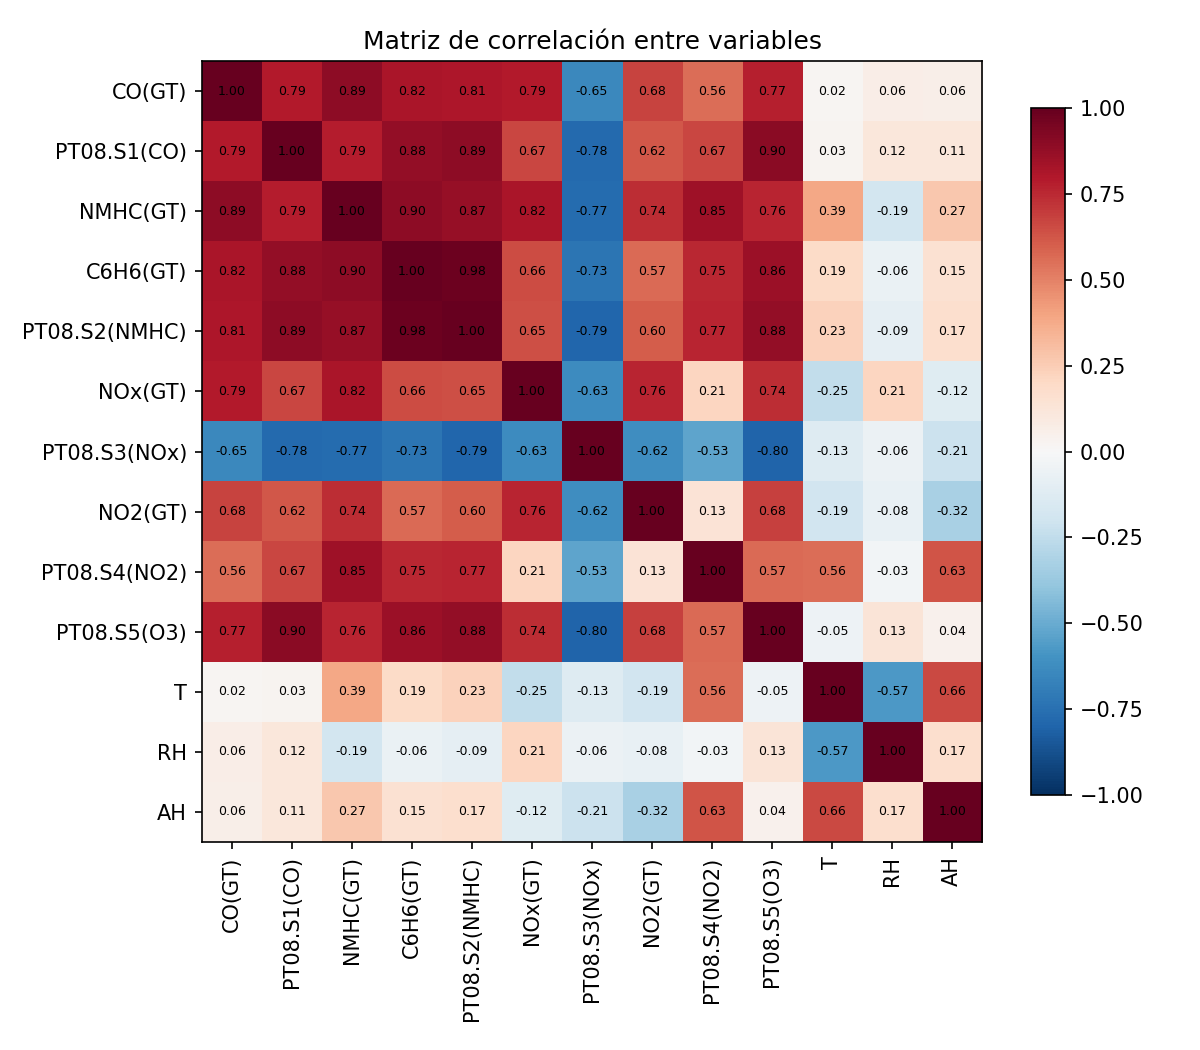 Matriz de correlación entre variables
CO(GT) 1.00 0.79 0.89 0.82 0.81 0.79 -0.65 0.68 0.56 0.77 0.02 0.06 0.06
PT08.S1(CO) 0.79 1.00 0.79 0.88 0.89 0.67 -0.78 0.62 0.67 0.90 0.03 0.12 0.11
NMHC(GT) 0.89 0.79 1.00 0.90 0.87 0.82 -0.77 0.74 0.85 0.76 0.39 -0.19 0.27
C6H6(GT) 0.82 0.88 0.90 1.00 0.98 0.66 -0.73 0.57 0.75 0.86 0.19 -0.06 0.15
PT08.S2(NMHC) 0.81 0.89 0.87 0.98 1.00 0.65 -0.79 0.60 0.77 0.88 0.23 -0.09 0.17
NOx(GT) 0.79 0.67 0.82 0.66 0.65 1.00 -0.63 0.76 0.21 0.74 -0.25 0.21 -0.12
PT08.S3(NOx) -0.65 -0.78 -0.77 -0.73 -0.79 -0.63 1.00 -0.62 -0.53 -0.80 -0.13 -0.06 -0.21
NO2(GT) 0.68 0.62 0.74 0.57 0.60 0.76 -0.62 1.00 0.13 0.68 -0.19 -0.08 -0.32
PT08.S4(NO2) 0.56 0.67 0.85 0.75 0.77 0.21 -0.53 0.13 1.00 0.57 0.56 -0.03 0.63
PT08.S5(O3) 0.77 0.90 0.76 0.86 0.88 0.74 -0.80 0.68 0.57 1.00 -0.05 0.13 0.04
T 0.02 0.03 0.39 0.19 0.23 -0.25 -0.13 -0.19 0.56 -0.05 1.00 -0.57 0.66
RH 0.06 0.12 -0.19 -0.06 -0.09 0.21 -0.06 -0.08 -0.03 0.13 -0.57 1.00 0.17
AH 0.06 0.11 0.27 0.15 0.17 -0.12 -0.21 -0.32 0.63 0.04 0.66 0.17 1.00
CO(GT) PT08.S1(CO) NMHC(GT) C6H6(GT) PT08.S2(NMHC) NOx(GT) PT08.S3(NOx) NO2(GT) PT08.S4(NO2) PT08.S5(O3) T RH AH
1.00
0.75
0.50
0.25
0.00
−0.25
−0.50
−0.75
−1.00